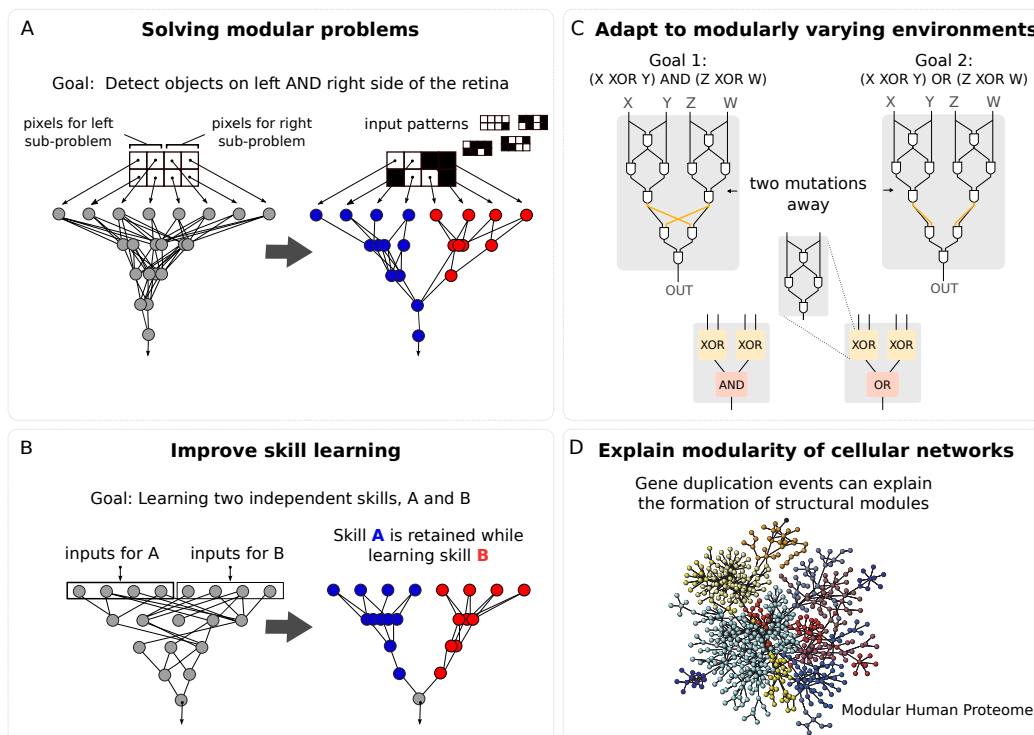 A
Solving modular problems
Goal: Detect objects on left AND right side of the retina
pixels for left
sub-problem
pixels for right
sub-problem
input patterns
B
Improve skill learning
Goal: Learning two independent skills, A and B
inputs for A
inputs for B
Skill A is retained while
learning skill B
C
Adapt to modularly varying environments
Goal 1:
(X XOR Y) AND (Z XOR W)
X Y Z W
OUT
Goal 2:
(X XOR Y) OR (Z XOR W)
X Y Z W
OUT
two mutations
away
XOR XOR
AND
XOR XOR
OR
D
Explain modularity of cellular networks
Gene duplication events can explain
the formation of structural modules
Modular Human Proteome